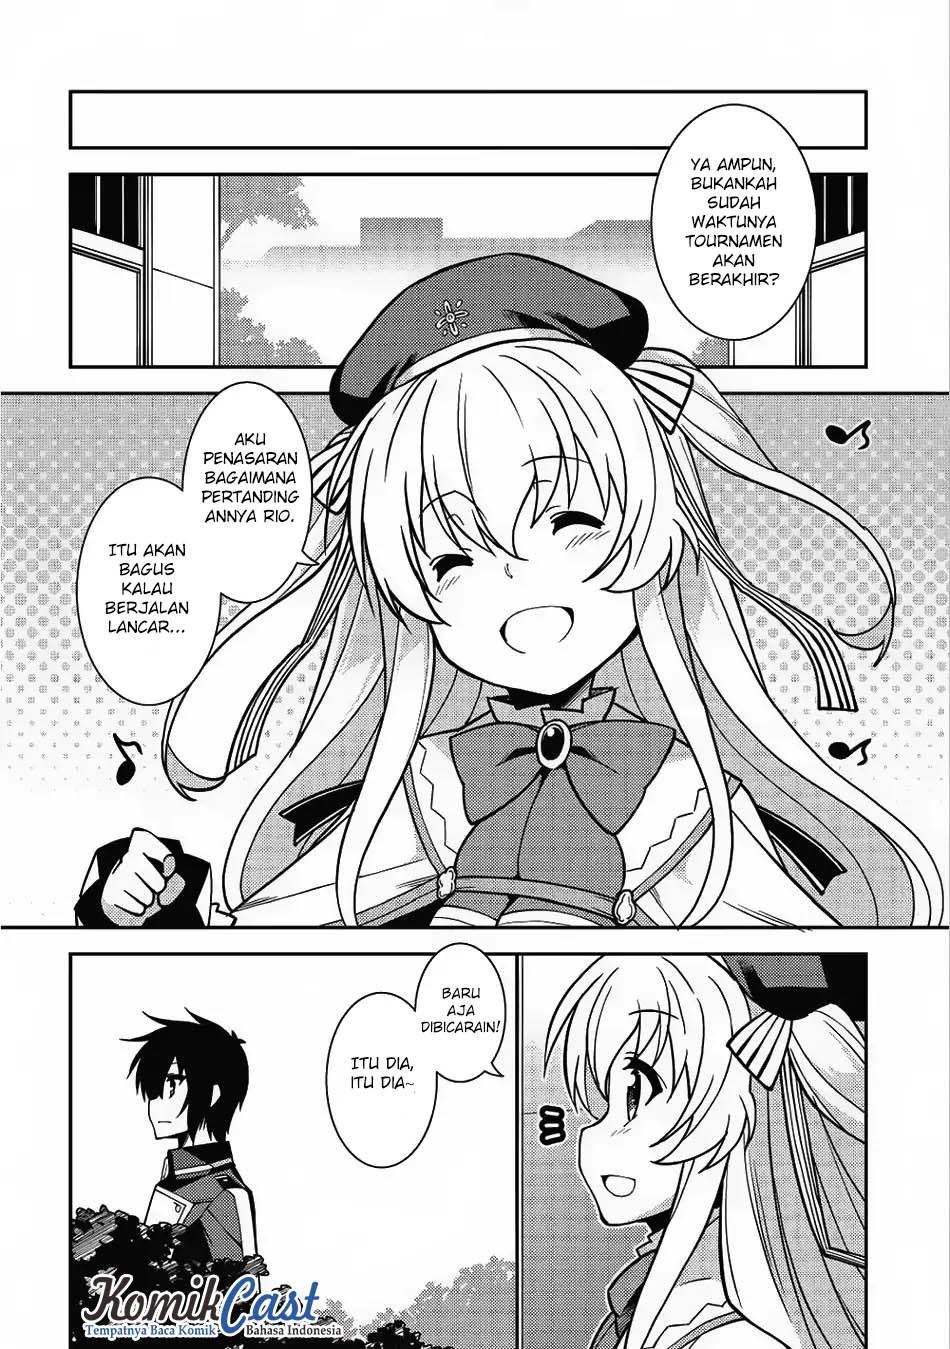 YA AMPUN,
BUKANKAH
SUDAH
WAKTUNYA
TOURNAMEN
AKAN
BERAKHIR?
AKU
PENASARAN
BAGAIMANA
PERTANDING
ANNYA RIO.
ITU AKAN
BAGUS
KALAU
BERJALAN
LANCAR...
BARU
AJA
DIBICARAIN!
ITU DIA,
ITU DIA~
KomikCast
Tempatnya Baca Komik Bahasa Indonesia